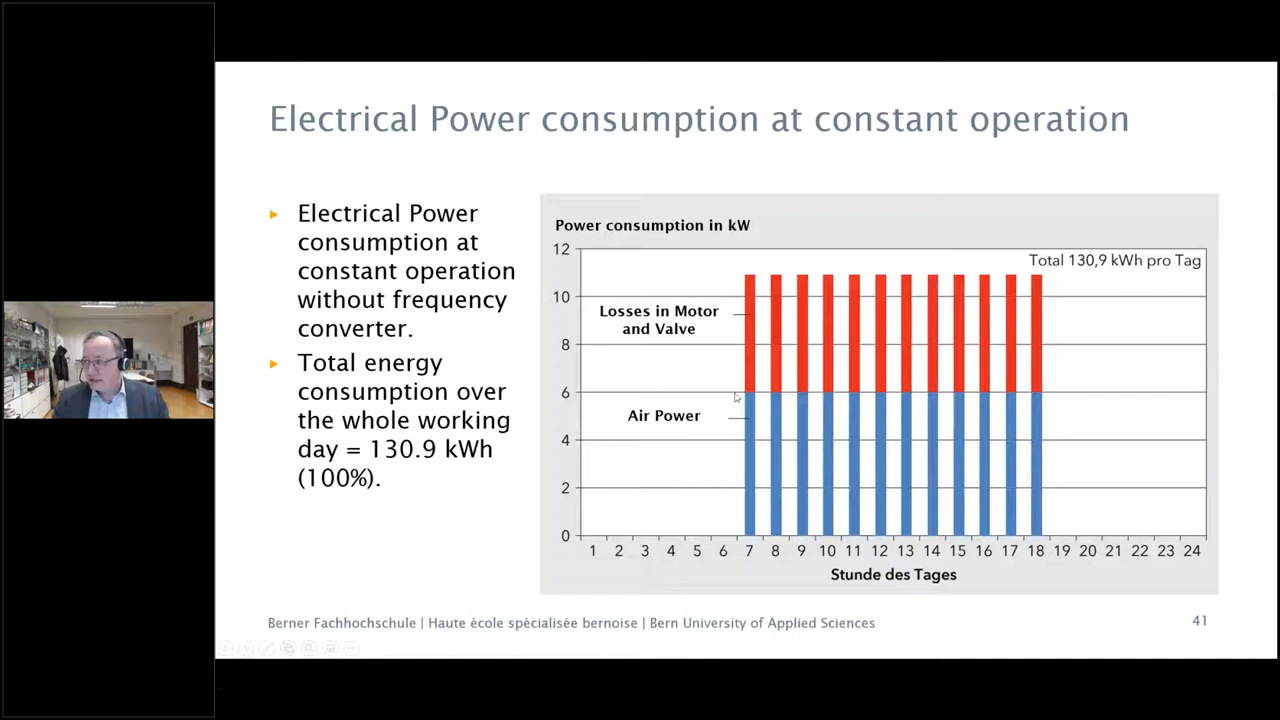 Electrical Power consumption at constant operation
Electrical Power
consumption at
constant operation
without frequency
converter.
Total energy
consumption over
the whole working
day = 130.9 kWh
(100%).
Power consumption in kW
Total 130,9 kWh pro Tag
12
10
8
6
4
2
0
Losses in Motor
and Valve
Air Power
1 2 3 4 5 6 7 8 9 10 11 12 13 14 15 16 17 18 19 20 21 22 23 24
Stunde des Tages
Berner Fachhochschule | Haute école spécialisée bernoise | Bern University of Applied Sciences
41